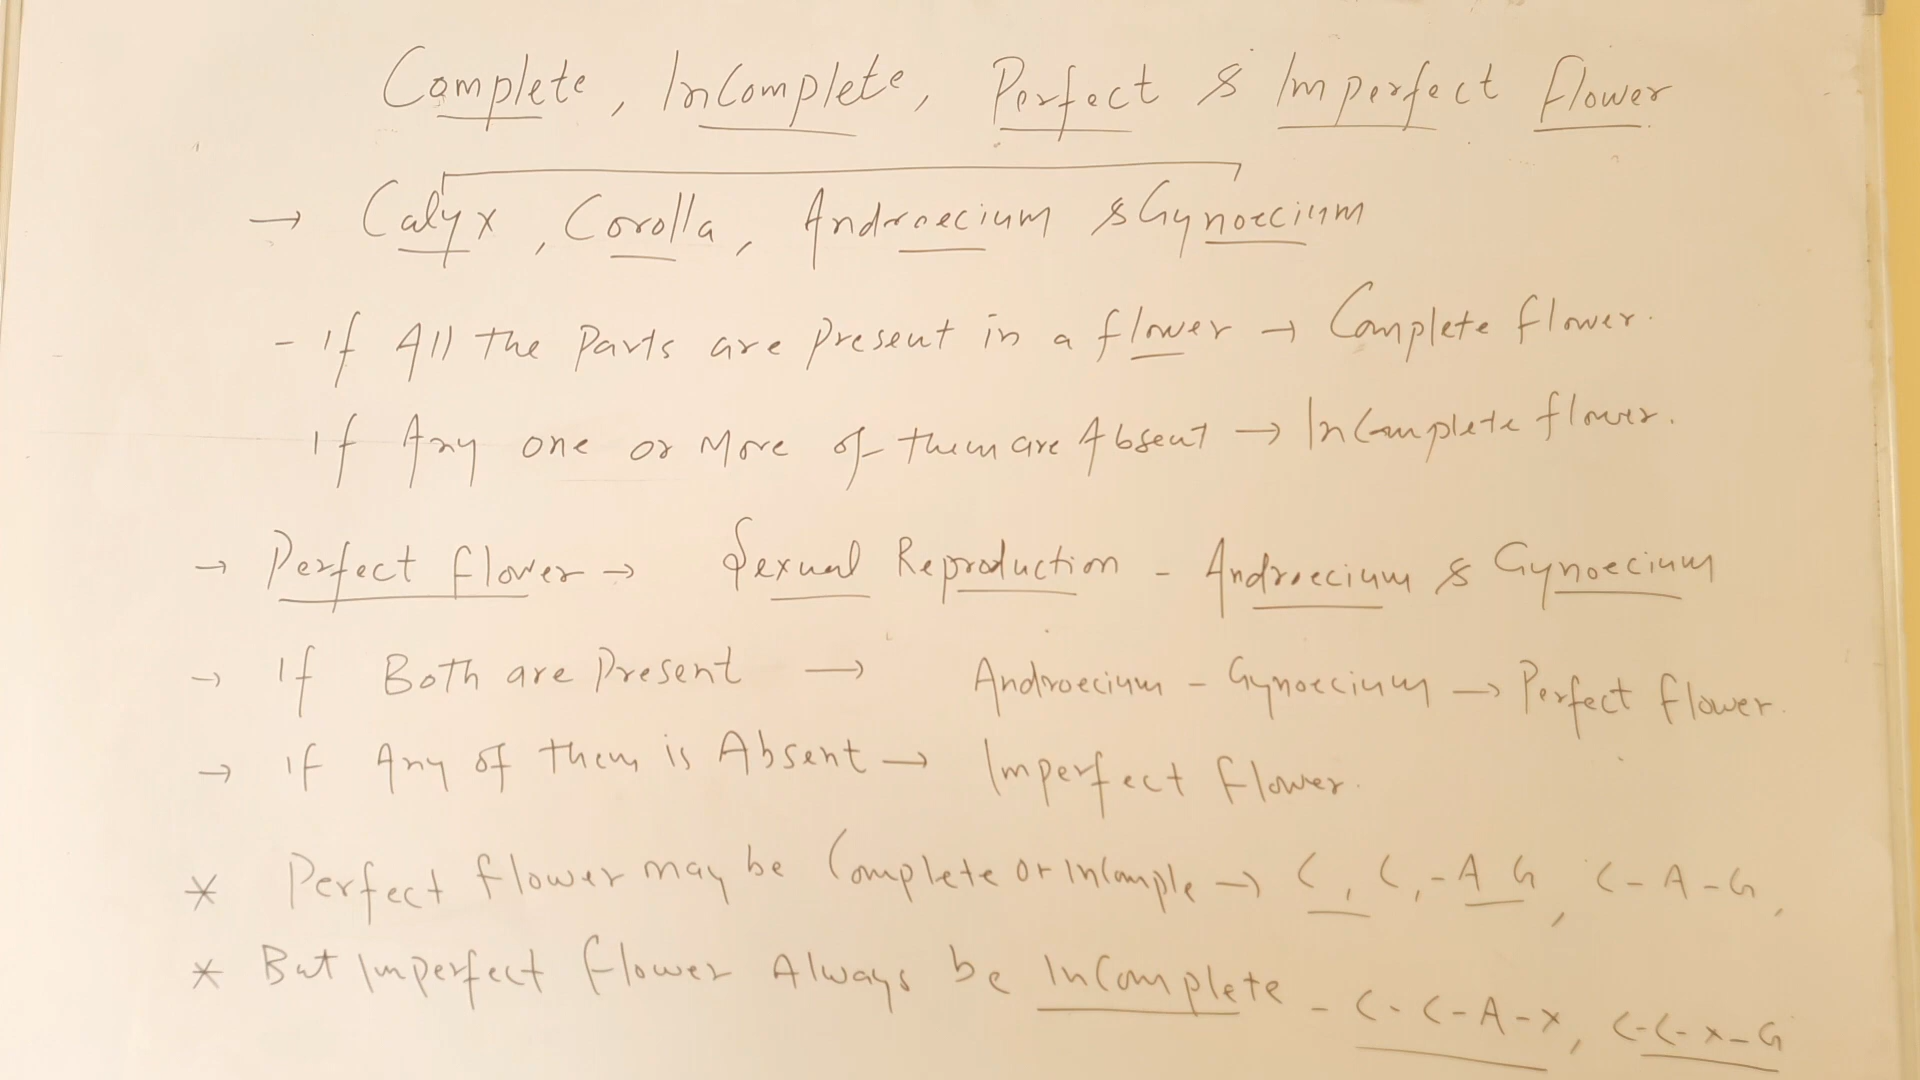 Complete, InComplete, Perfect & Imperfect flower
→ Calyx, Corolla, Androecium & Gynoecium
- If All the Parts are Present in a flower → Complete flower.
If Any one or More of them are Absent → InComplete flower.
→ Perfect flower → Sexual Reproduction - Androecium & Gynoecium
→ If Both are Present → Androecium - Gynoecium → Perfect flower.
→ if Any of them is Absent → Imperfect flower.
* Perfect flower may be Complete or InComple → C, C, - A G, C - A - G,
* But Imperfect flower Always be InComplete - C - C - A - X, C - C - X - G